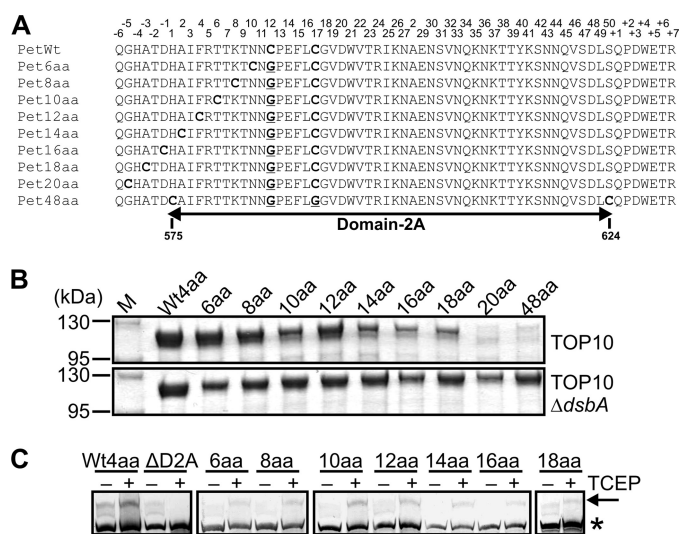 A
-5 -3 -1 2 4 6 8 10 12 14 16 18 20 22 24 26 28 30 32 34 36 38 40 42 44 46 48 50 +2 +4 +6
-6 -4 -2 1 3 5 7 9 11 13 15 17 19 21 23 25 27 29 31 33 35 37 39 41 43 45 47 49 +1 +3 +5 +7
PetWt QGHATDHAIFRTTKTNNCPEFLCGVDWVTRIKNAENSVNQKNKTTYKSNNQVSDLSQPDWETR
Pet6aa QGHATDHAIFRTTKTCNGPEFLCGVDWVTRIKNAENSVNQKNKTTYKSNNQVSDLSQPDWETR
Pet8aa QGHATDHAIFRTTCTNNGPEFLCGVDWVTRIKNAENSVNQKNKTTYKSNNQVSDLSQPDWETR
Pet10aa QGHATDHAIFRCTKTNNGPEFLCGVDWVTRIKNAENSVNQKNKTTYKSNNQVSDLSQPDWETR
Pet12aa QGHATDHAICRTTKTNNGPEFLCGVDWVTRIKNAENSVNQKNKTTYKSNNQVSDLSQPDWETR
Pet14aa QGHATDHCIFRTTKTNNGPEFLCGVDWVTRIKNAENSVNQKNKTTYKSNNQVSDLSQPDWETR
Pet16aa QGHATCHAIFRTTKTNNGPEFLCGVDWVTRIKNAENSVNQKNKTTYKSNNQVSDLSQPDWETR
Pet18aa QGHCTDHAIFRTTKTNNGPEFLCGVDWVTRIKNAENSVNQKNKTTYKSNNQVSDLSQPDWETR
Pet20aa QCHATDHAIFRTTKTNNGPEFLCGVDWVTRIKNAENSVNQKNKTTYKSNNQVSDLSQPDWETR
Pet48aa QGHATDCAIFRTTKTNNGPEFLGGVDWVTRIKNAENSVNQKNKTTYKSNNQVSDLCQPDWETR
Domain-2A
575 624
B
(kDa) M Wt4aa 6aa 8aa 10aa 12aa 14aa 16aa 18aa 20aa 48aa
130
95
TOP10
130
95
TOP10
ΔdsbA
C
Wt4aa ΔD2A 6aa 8aa 10aa 12aa 14aa 16aa 18aa
− + − + − + − + − + − + − + − + − + TCEP
*